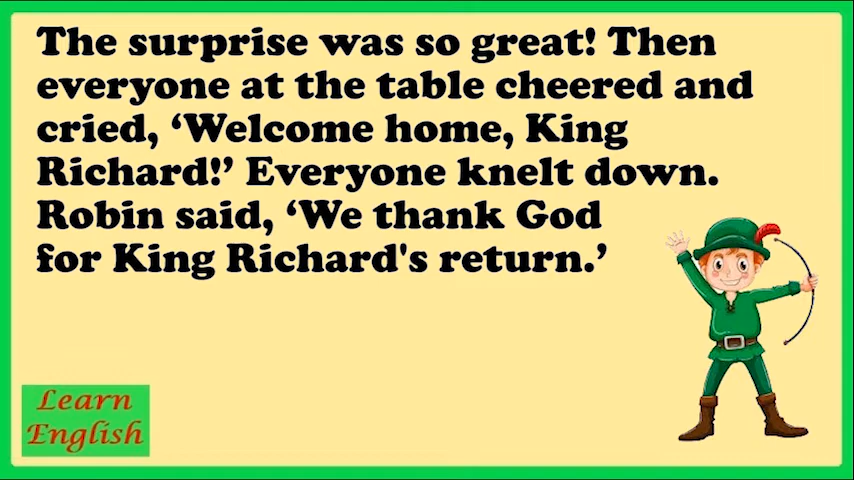 The surprise was so great! Then
everyone at the table cheered and
cried, ‘Welcome home, King
Richard!’ Everyone knelt down.
Robin said, ‘We thank God
for King Richard's return.’
Learn
English